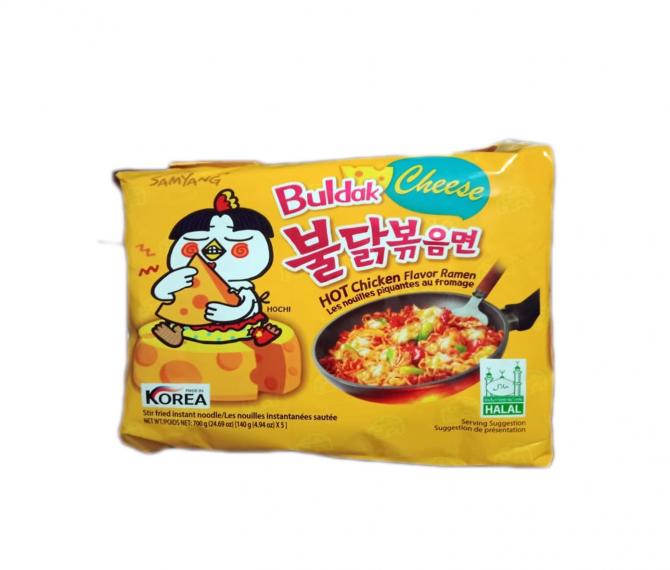 SAMYANG
Buldak Cheese
불닭볶음면
HOT Chicken Flavor Ramen
Les nouilles piquantes au fromage
HOCHI
MADE IN
KOREA
HALAL
Stir fried instant noodle/Les nouilles instantanées sautée
NET WT/POIDS NET: 700 g (24.69 oz) [140 g (4.94 oz) X 5]
Serving Suggestion
Suggestion de présentation